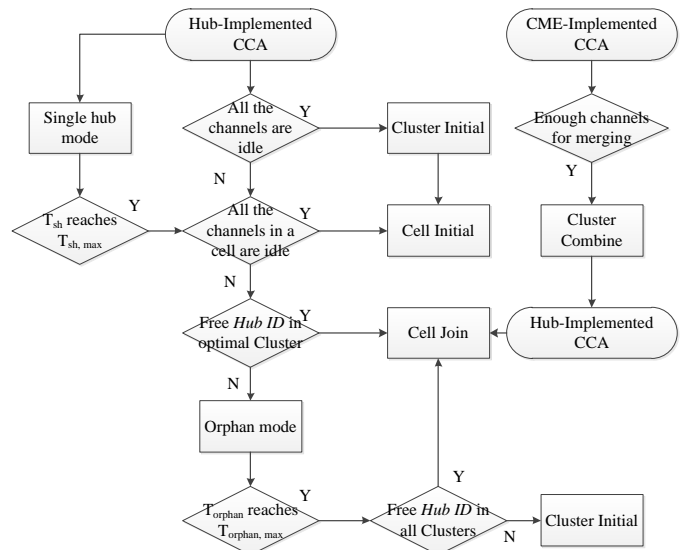 Hub-Implemented
CCA
CME-Implemented
CCA
Single hub
mode
All the
channels are
idle
Y
Cluster Initial
Enough channels
for merging
N
Y
T_sh reaches
T_sh, max
Y
All the
channels in a
cell are idle
Y
Cell Initial
Cluster
Combine
N
Free Hub ID in
optimal Cluster
Y
Cell Join
Hub-Implemented
CCA
N
Orphan mode
Y
T_orphan reaches
T_orphan, max
Y
Free Hub ID in
all Clusters
N
Cluster Initial